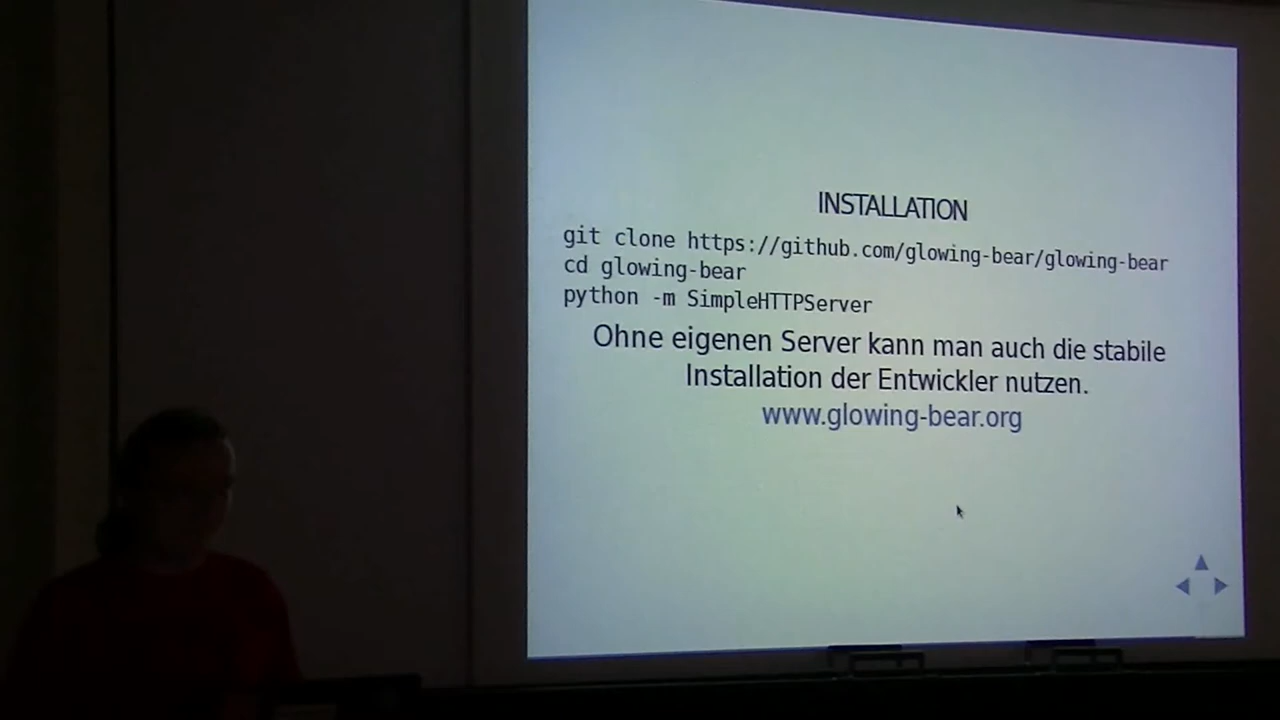 INSTALLATION
git clone https://github.com/glowing-bear/glowing-bear
cd glowing-bear
python -m SimpleHTTPServer
Ohne eigenen Server kann man auch die stabile
Installation der Entwickler nutzen.
www.glowing-bear.org